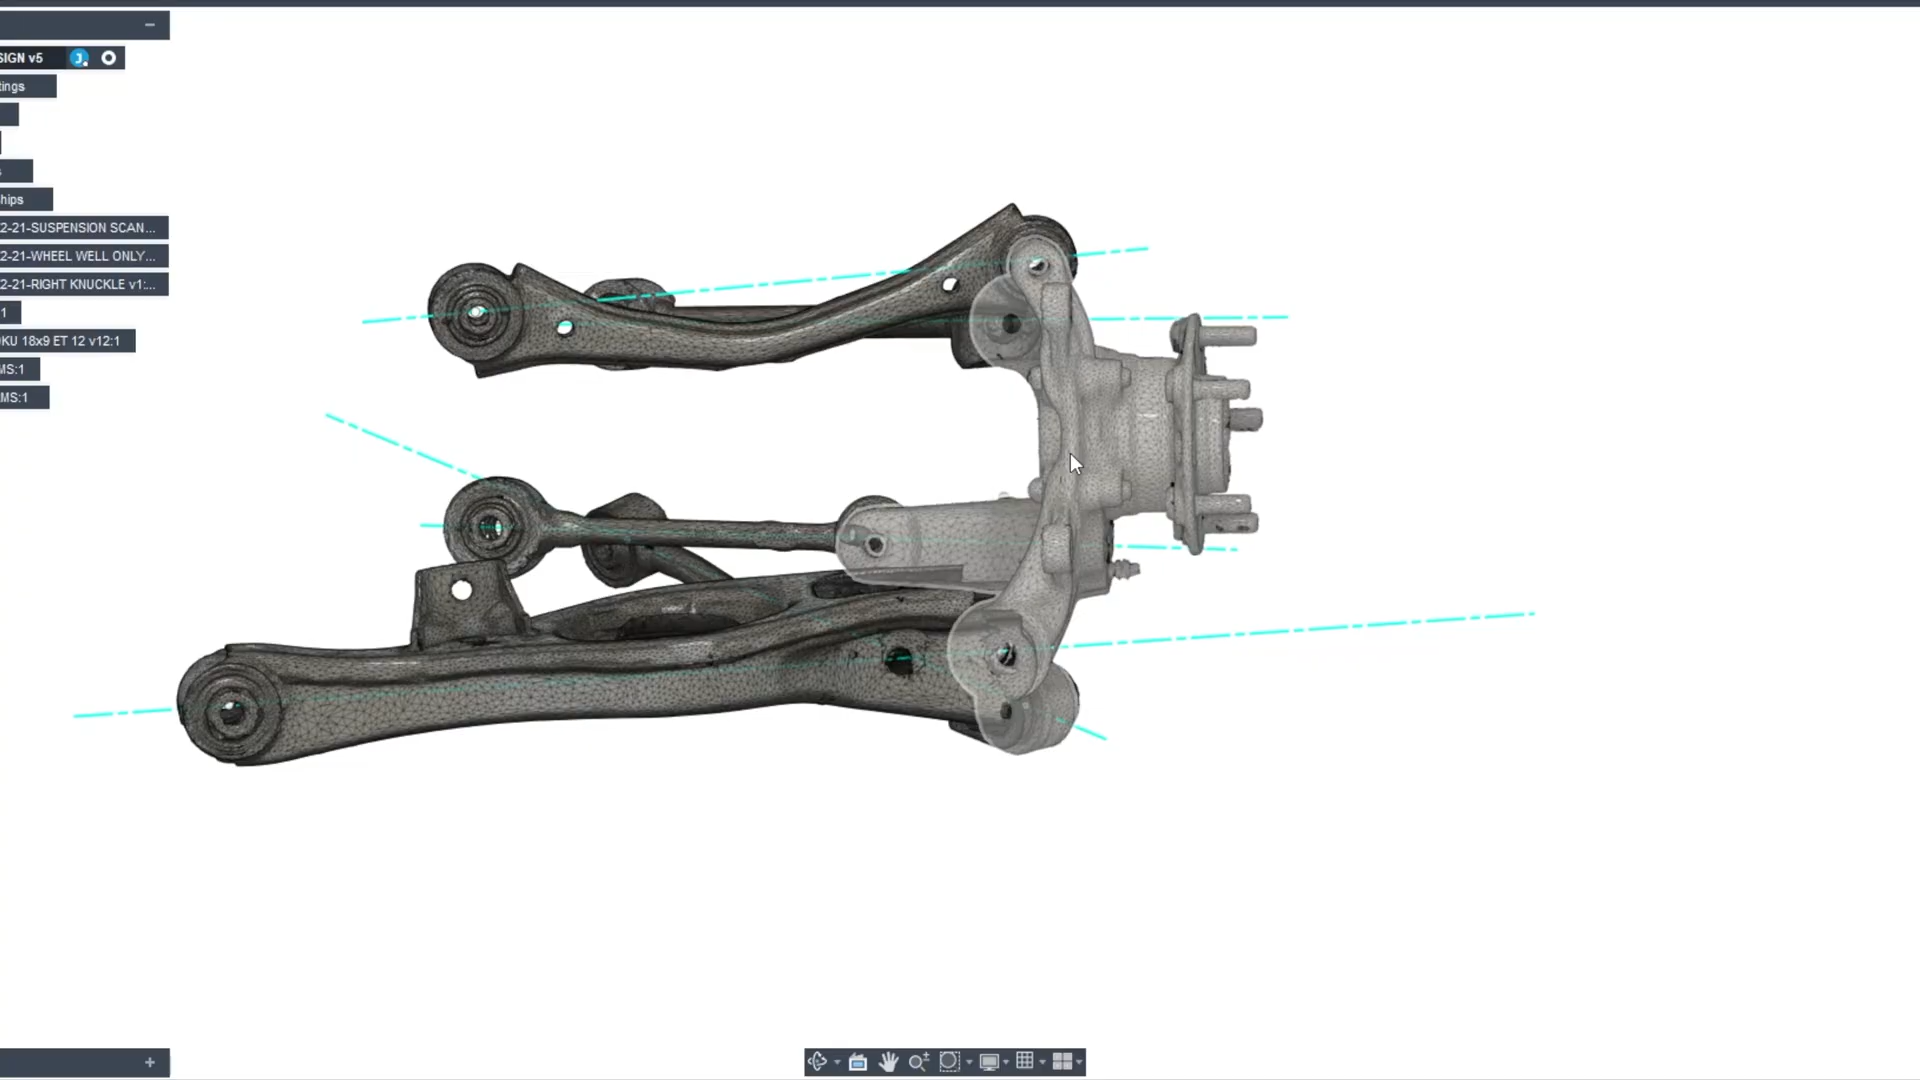 SIGN v5
J
tings
hips
2-21-SUSPENSION SCAN...
2-21-WHEEL WELL ONLY...
2-21-RIGHT KNUCKLE v1:...
1
KU 18x9 ET 12 v12:1
MS:1
MS:1